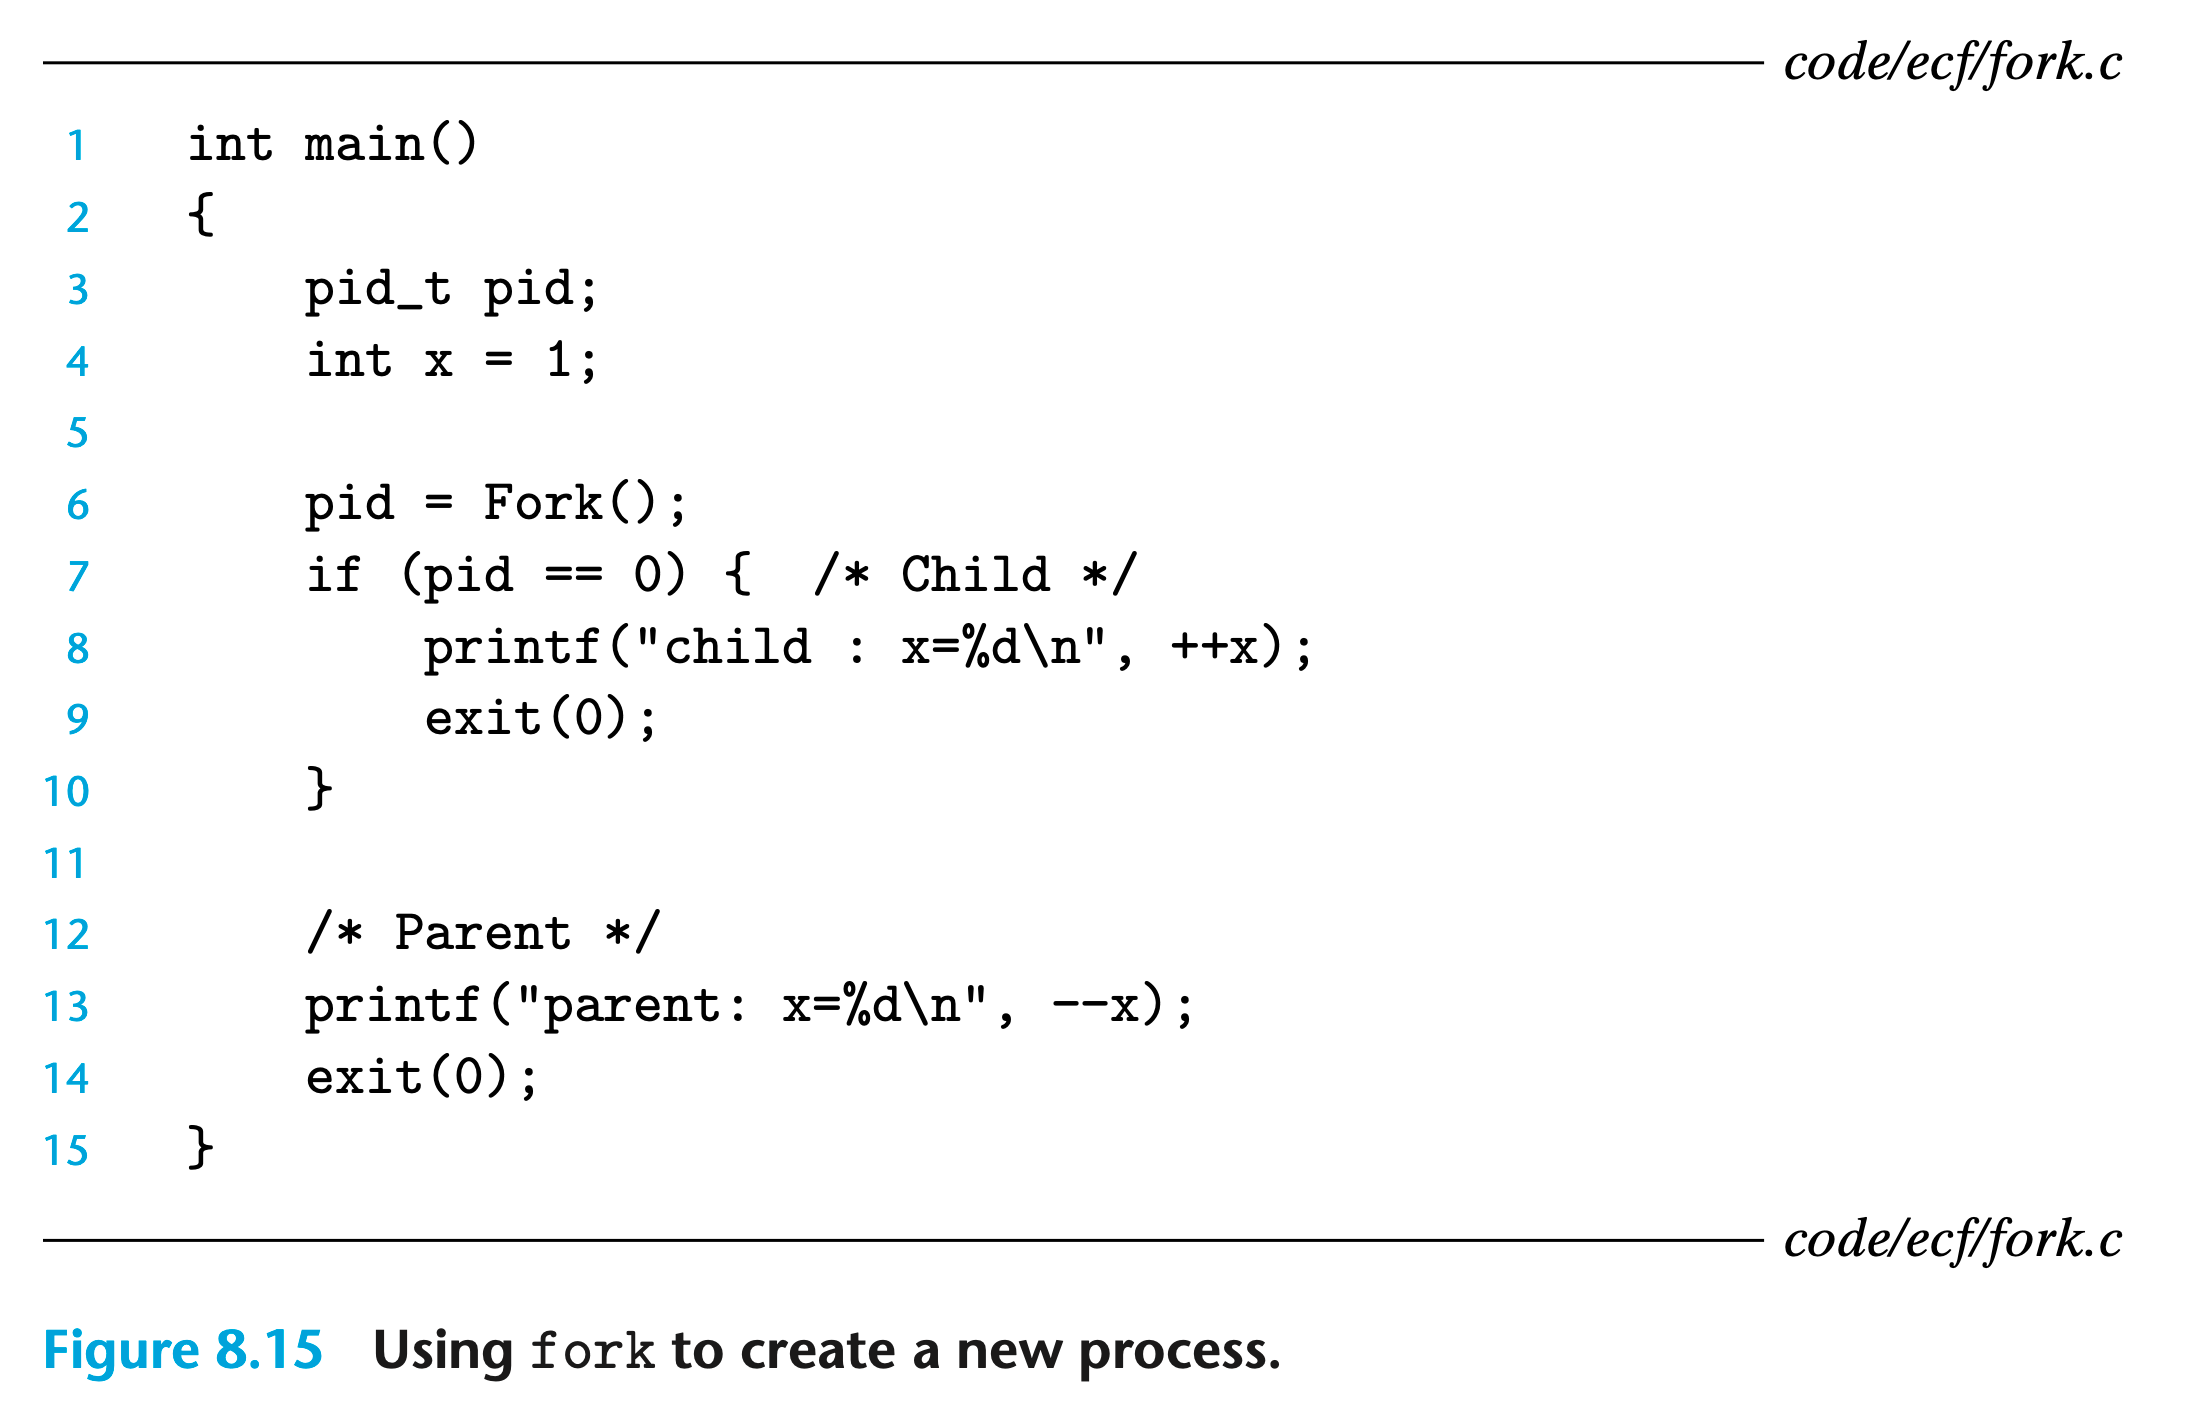 code/ecf/fork.c
1 int main()
2 {
3     pid_t pid;
4     int x = 1;
5
6     pid = Fork();
7     if (pid == 0) {  /* Child */
8         printf("child : x=%d\n", ++x);
9         exit(0);
10     }
11
12     /* Parent */
13     printf("parent: x=%d\n", --x);
14     exit(0);
15 }
code/ecf/fork.c
Figure 8.15 Using fork to create a new process.